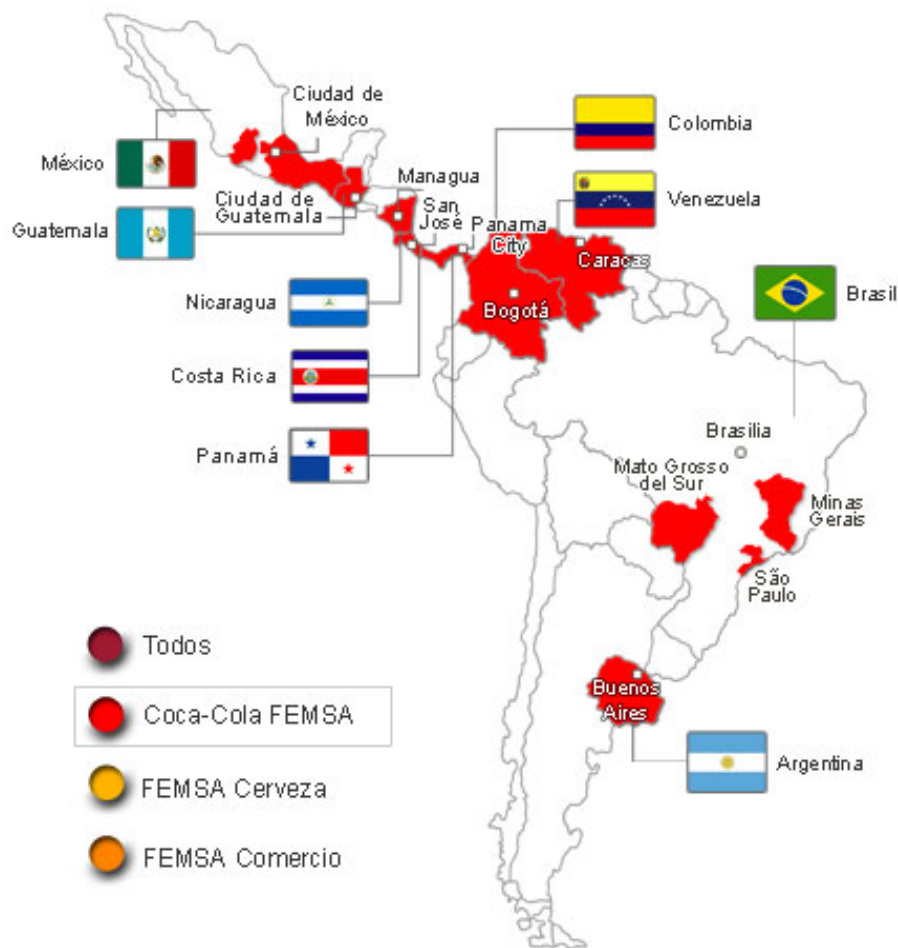 Ciudad de
México
México
Colombia
Ciudad de
Guatemala
Managua
San
José
Panama
City
Venezuela
Guatemala
Caracas
Brasil
Nicaragua
Bogotá
Costa Rica
Panamá
Brasilia
Mato Grosso
del Sur
Minas
Gerais
São
Paulo
Todos
Coca-Cola FEMSA
Buenos
Aires
Argentina
FEMSA Cerveza
FEMSA Comercio